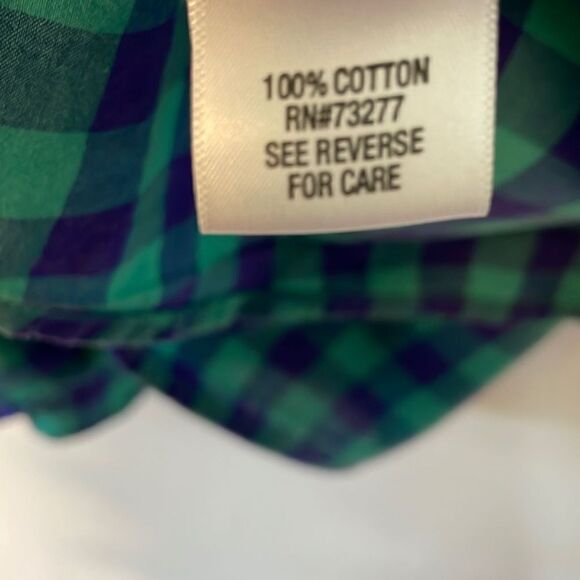 100% COTTON
RN#73277
SEE REVERSE
FOR CARE